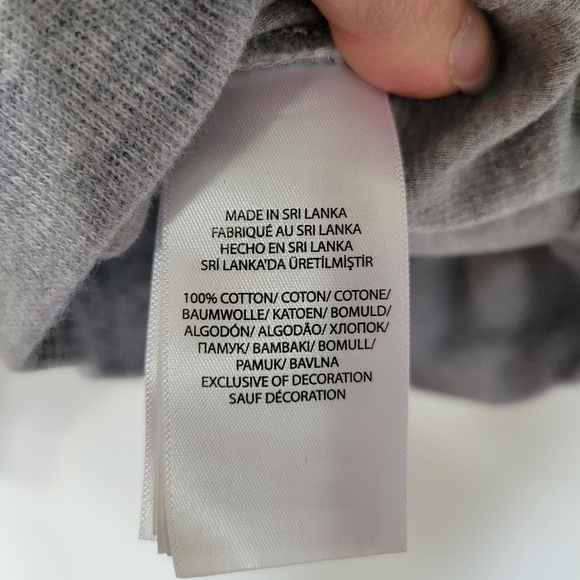 MADE IN SRI LANKA
FABRIQUÉ AU SRI LANKA
HECHO EN SRI LANKA
SRİ LANKA'DA ÜRETİLMİŞTİR
100% COTTON/ COTON/ COTONE/
BAUMWOLLE/ KATOEN/ BOMULD/
ALGODÓN/ ALGODÃO/ ХЛОПОК/
ПАМУК/ BAMBAKI/ BOMULL/
PAMUK/ BAVLNA
EXCLUSIVE OF DECORATION
SAUF DÉCORATION